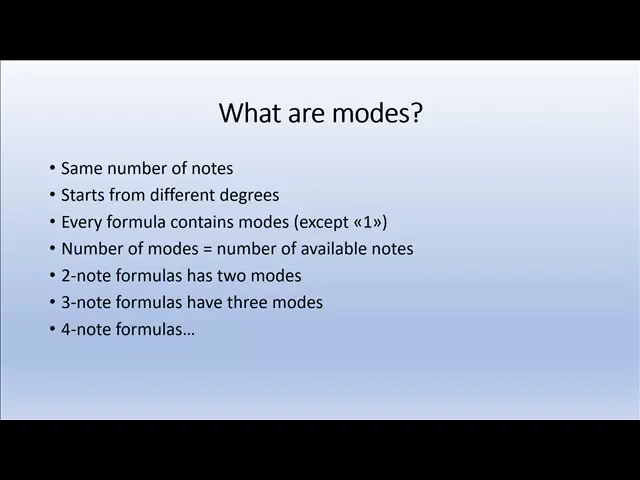 What are modes?
• Same number of notes
• Starts from different degrees
• Every formula contains modes (except «1»)
• Number of modes = number of available notes
• 2-note formulas has two modes
• 3-note formulas have three modes
• 4-note formulas…